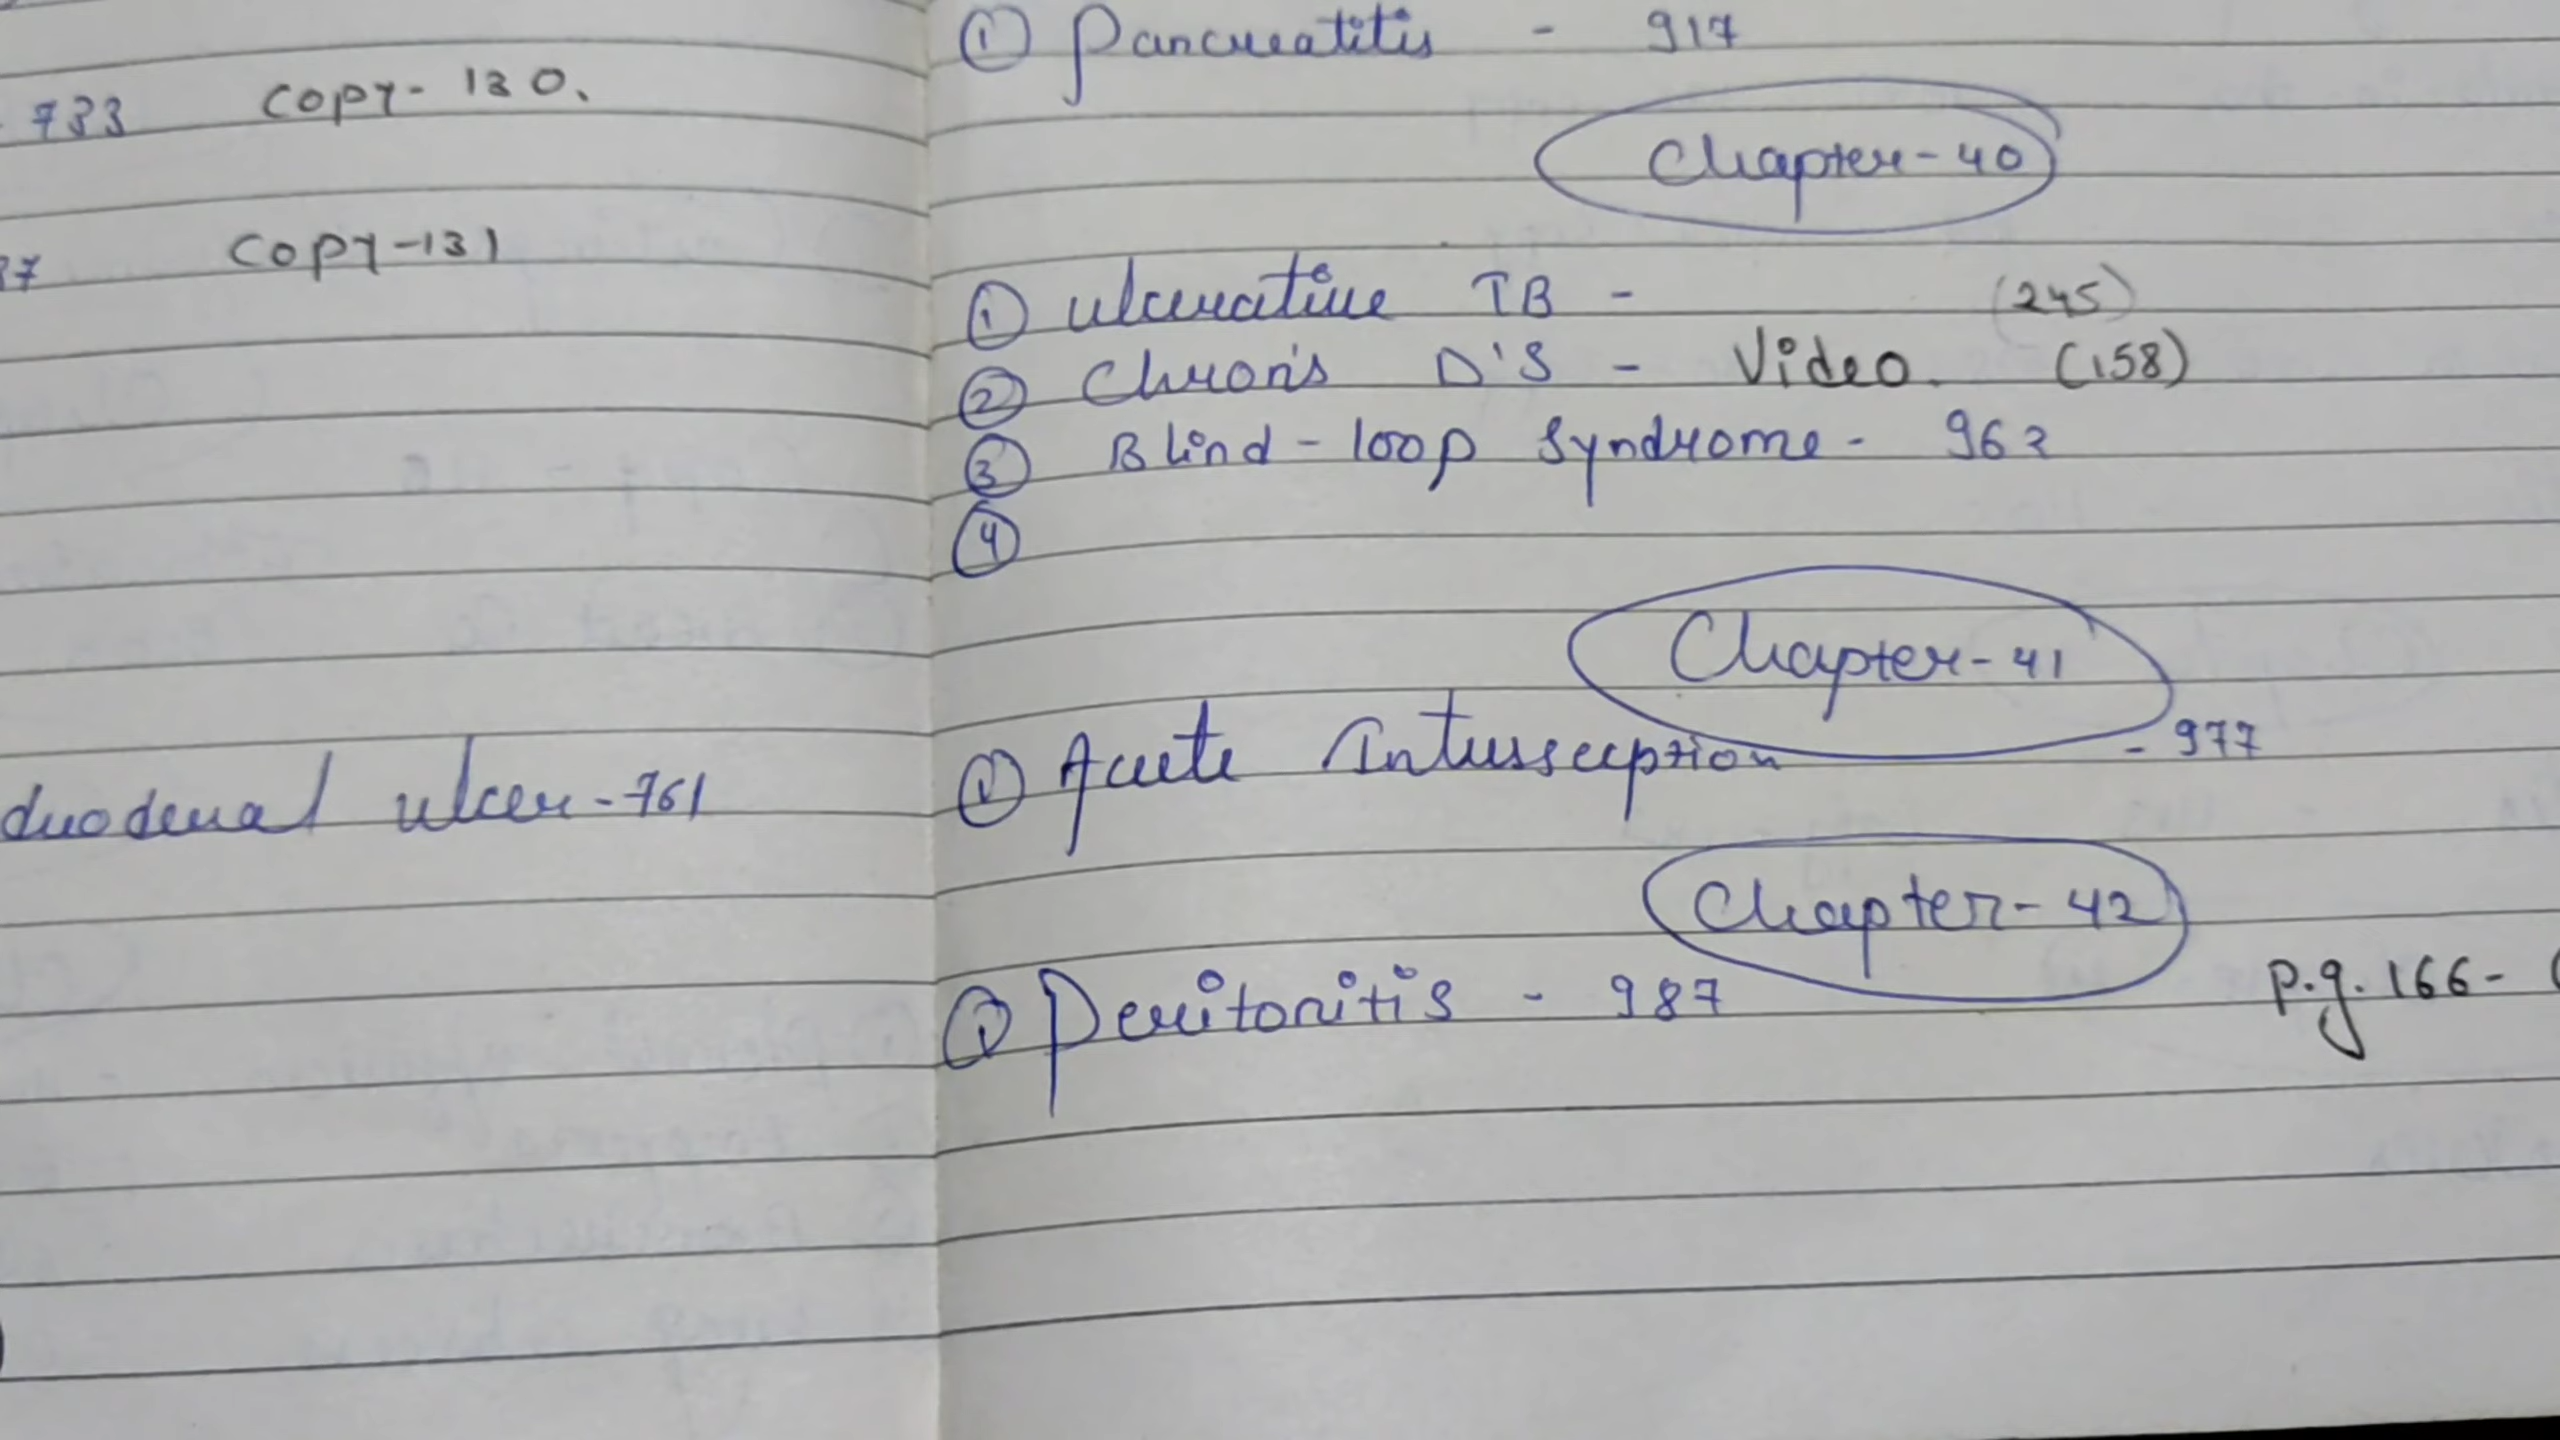 733 Copy- 130.
37 Copy-131
duodenal ulcer-761
① Pancreatitis - 917
Chapter-40
① Ulcerative TB - (245)
② Chron's D'S - Video. (158)
③ Blind-loop Syndrome- 962
④
Chapter-41
① Acute Intussception - 977
Chapter-42
① Peritonitis - 987 P.g. 166- (